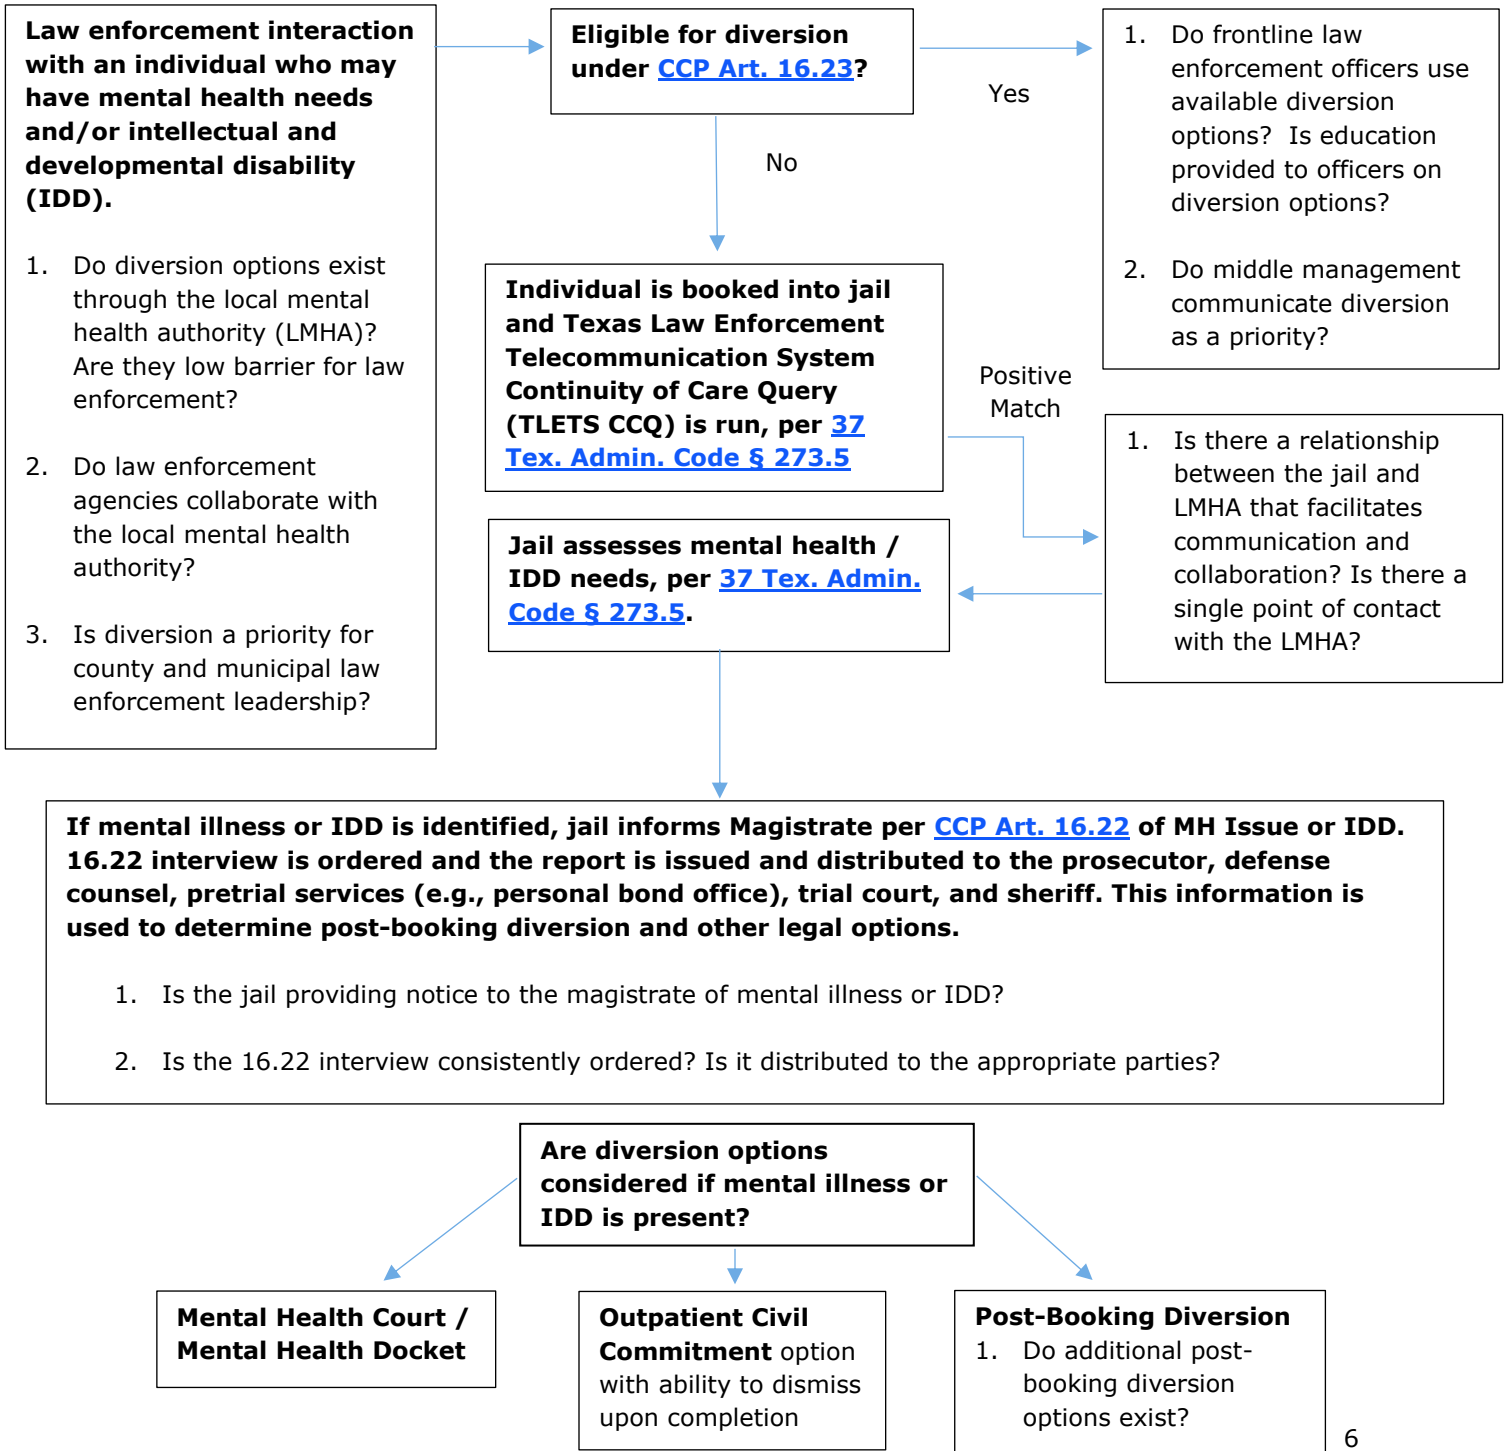 Law enforcement interaction
with an individual who may
have mental health needs
and/or intellectual and
developmental disability
(IDD).
1. Do diversion options exist
through the local mental
health authority (LMHA)?
Are they low barrier for law
enforcement?
2. Do law enforcement
agencies collaborate with
the local mental health
authority?
3. Is diversion a priority for
county and municipal law
enforcement leadership?
Eligible for diversion
under CCP Art. 16.23?
Yes
No
1. Do frontline law
enforcement officers use
available diversion
options?  Is education
provided to officers on
diversion options?
2. Do middle management
communicate diversion
as a priority?
Individual is booked into jail
and Texas Law Enforcement
Telecommunication System
Continuity of Care Query
(TLETS CCQ) is run, per 37
Tex. Admin. Code § 273.5
Positive
Match
1. Is there a relationship
between the jail and
LMHA that facilitates
communication and
collaboration? Is there a
single point of contact
with the LMHA?
Jail assesses mental health /
IDD needs, per 37 Tex. Admin.
Code § 273.5.
If mental illness or IDD is identified, jail informs Magistrate per CCP Art. 16.22 of MH Issue or IDD.
16.22 interview is ordered and the report is issued and distributed to the prosecutor, defense
counsel, pretrial services (e.g., personal bond office), trial court, and sheriff. This information is
used to determine post-booking diversion and other legal options.
1. Is the jail providing notice to the magistrate of mental illness or IDD?
2. Is the 16.22 interview consistently ordered? Is it distributed to the appropriate parties?
Are diversion options
considered if mental illness or
IDD is present?
Mental Health Court /
Mental Health Docket
Outpatient Civil
Commitment option
with ability to dismiss
upon completion
Post-Booking Diversion
1. Do additional post-
booking diversion
options exist?
6